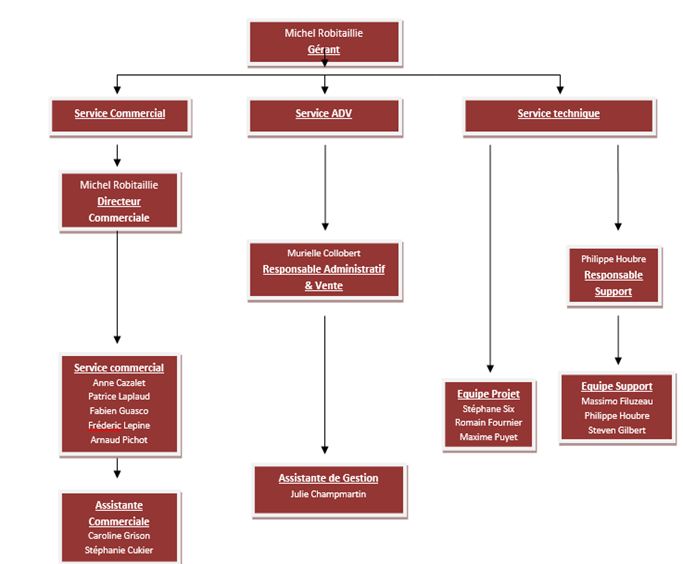 Michel Robitaillie
Gérant
Service Commercial
Service ADV
Service technique
Michel Robitaillie
Directeur
Commerciale
Murielle Collobert
Responsable Administratif
& Vente
Philippe Houbre
Responsable
Support
Service commercial
Anne Cazalet
Patrice Laplaud
Fabien Guasco
Fréderic Lepine
Arnaud Pichot
Equipe Projet
Stéphane Six
Romain Fournier
Maxime Puyet
Equipe Support
Massimo Filuzeau
Philippe Houbre
Steven Gilbert
Assistante de Gestion
Julie Champmartin
Assistante
Commerciale
Caroline Grison
Stéphanie Cukier